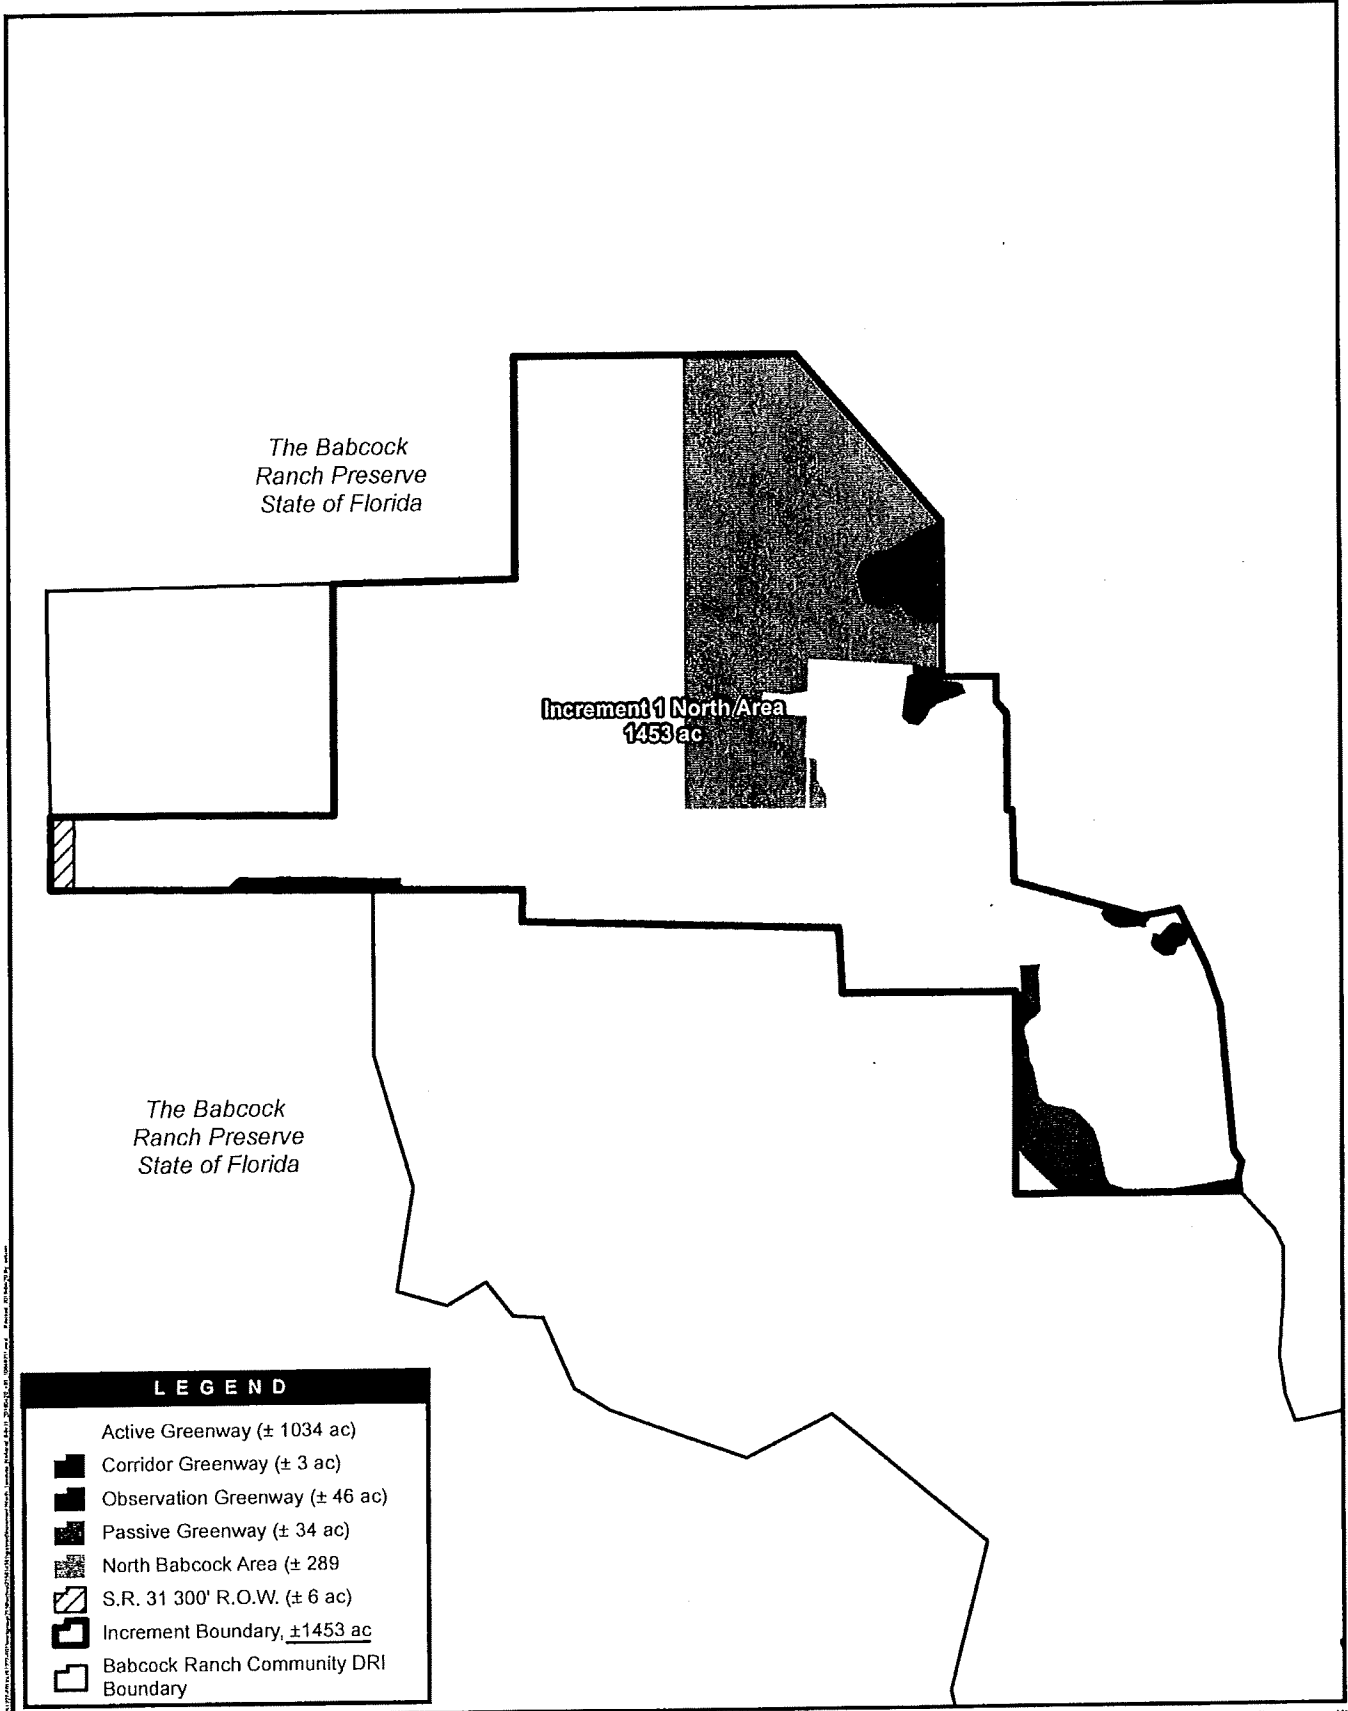 The Babcock
Ranch Preserve
State of Florida
Increment 1 North Area
1453 ac
The Babcock
Ranch Preserve
State of Florida
LEGEND
Active Greenway (± 1034 ac)
Corridor Greenway (± 3 ac)
Observation Greenway (± 46 ac)
Passive Greenway (± 34 ac)
North Babcock Area (± 289
S.R. 31 300' R.O.W. (± 6 ac)
Increment Boundary, ±1453 ac
Babcock Ranch Community DRI
Boundary